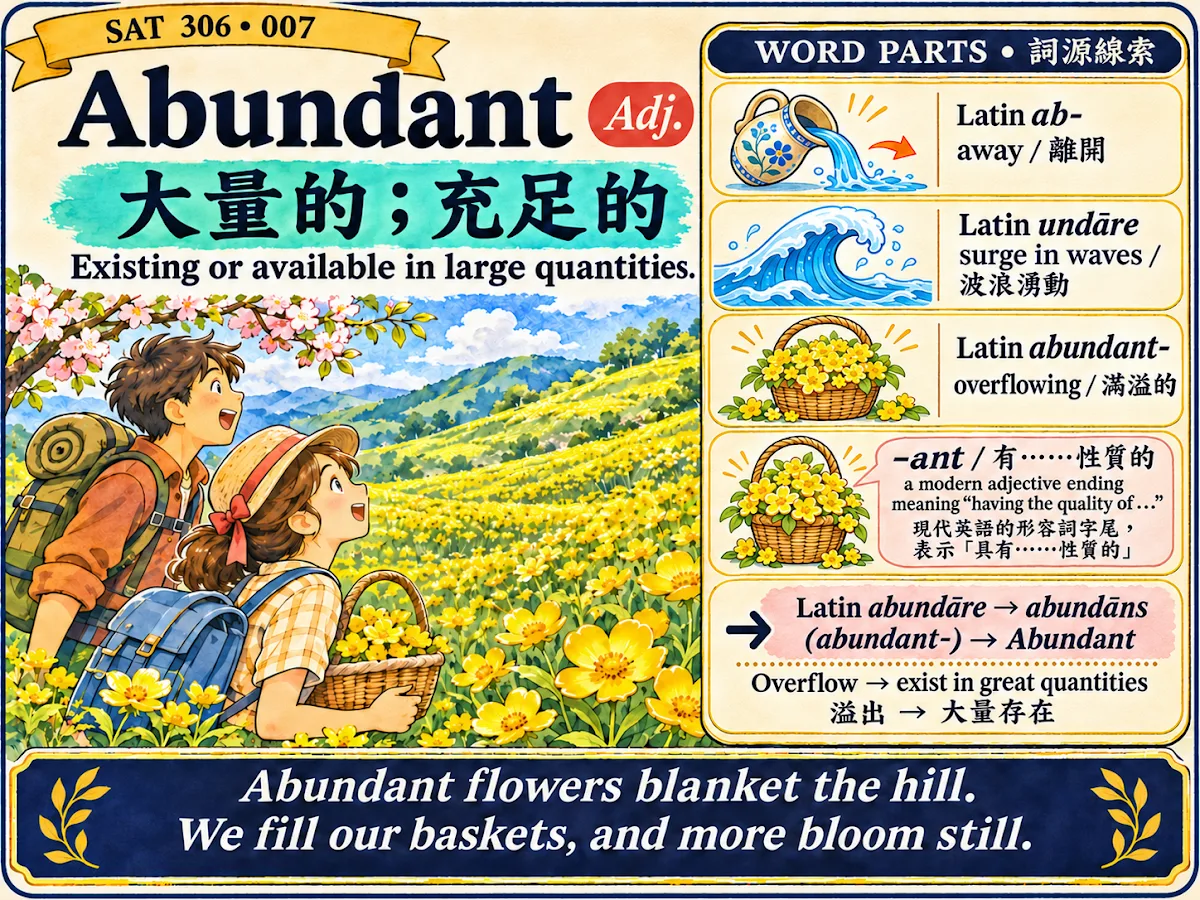 SAT 306 • 007
Abundant Adj.
大量的；充足的
Existing or available in large quantities.
WORD PARTS • 詞源線索
Latin ab-
away / 離開
Latin undāre
surge in waves /
波浪湧動
Latin abundant-
overflowing / 滿溢的
-ant / 有……性質的
a modern adjective ending
meaning “having the quality of …”
現代英語的形容詞字尾，
表示「具有……性質的」
Latin abundāre → abundāns
(abundant-) → Abundant
Overflow → exist in great quantities
溢出 → 大量存在
Abundant flowers blanket the hill.
We fill our baskets, and more bloom still.